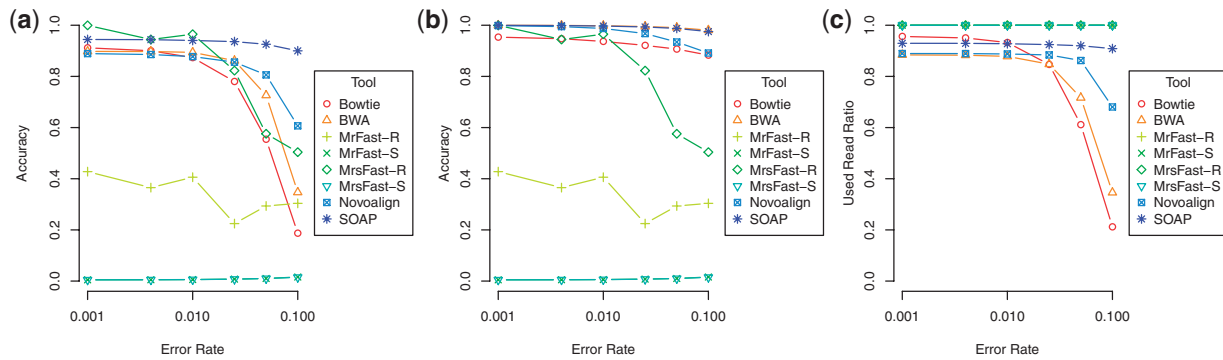 (a)
Accuracy
1.0
0.8
0.6
0.4
0.2
0.0
0.001
0.010
0.100
Error Rate
Tool
Bowtie
BWA
MrFast−R
MrFast−S
MrsFast−R
MrsFast−S
Novoalign
SOAP
(b)
Accuracy
1.0
0.8
0.6
0.4
0.2
0.0
0.001
0.010
0.100
Error Rate
Tool
Bowtie
BWA
MrFast−R
MrFast−S
MrsFast−R
MrsFast−S
Novoalign
SOAP
(c)
Used Read Ratio
1.0
0.8
0.6
0.4
0.2
0.0
0.001
0.010
0.100
Error Rate
Tool
Bowtie
BWA
MrFast−R
MrFast−S
MrsFast−R
MrsFast−S
Novoalign
SOAP